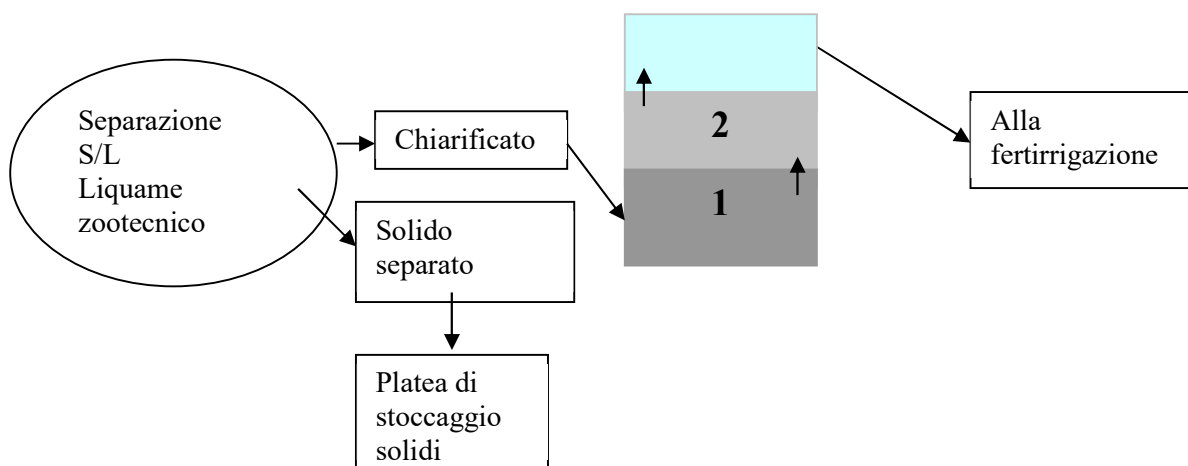 Separazione
S/L
Liquame
zootecnico
Chiarificato
Solido
separato
Platea di
stoccaggio
solidi
2
1
Alla
fertirrigazione